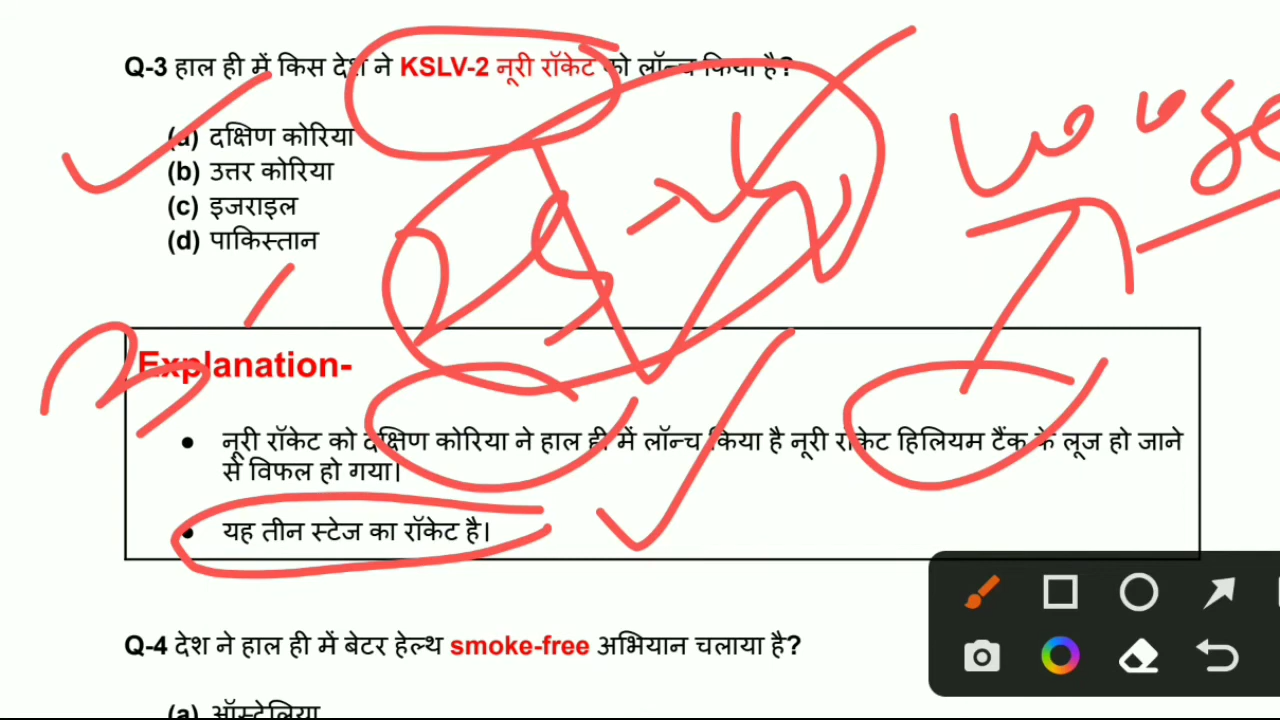 Q-3 हाल ही में किस देश ने KSLV-2 नूरी रॉकेट को लॉन्च किया है?
(a) दक्षिण कोरिया
(b) उत्तर कोरिया
(c) इजराइल
(d) पाकिस्तान
Explanation-
● नूरी रॉकेट को दक्षिण कोरिया ने हाल ही में लॉन्च किया है नूरी रॉकेट हिलियम टैंक के लूज हो जाने
से विफल हो गया।
● यह तीन स्टेज का रॉकेट है।
Q-4 देश ने हाल ही में बेटर हेल्थ smoke-free अभियान चलाया है?
(a) ऑस्ट्रेलिया